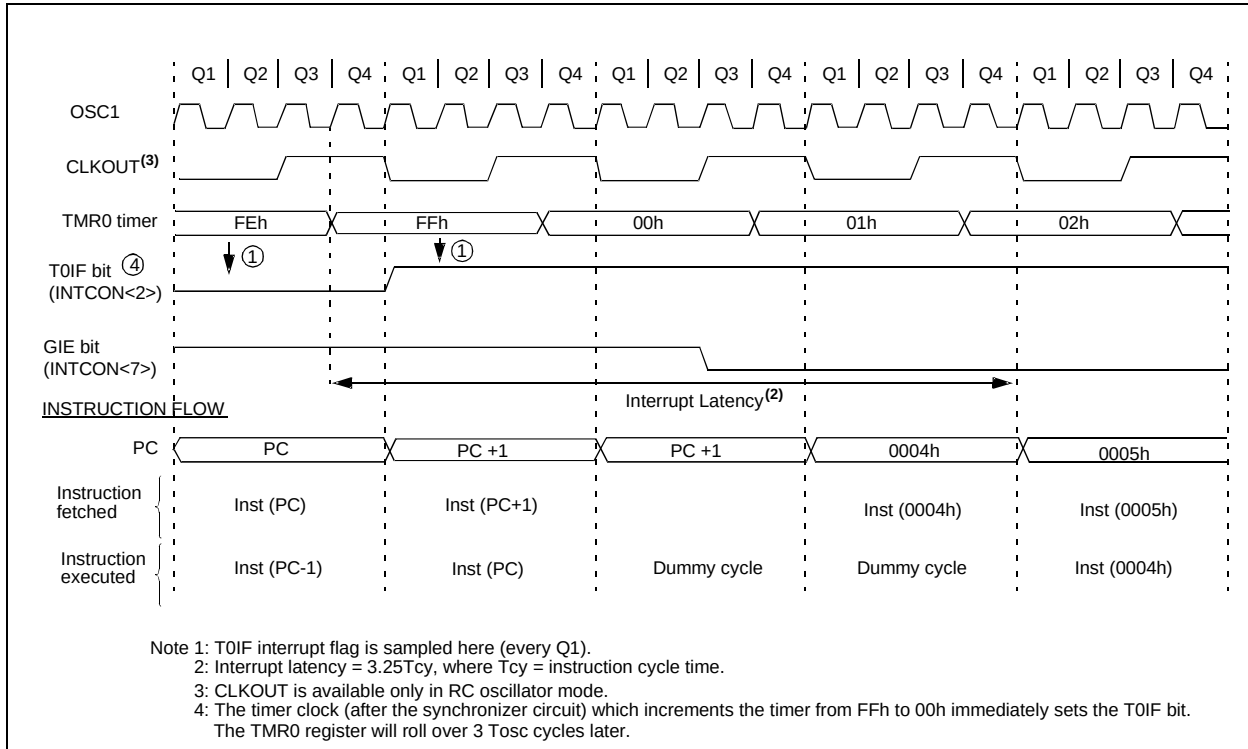 Q1 Q2 Q3 Q4 Q1 Q2 Q3 Q4 Q1 Q2 Q3 Q4 Q1 Q2 Q3 Q4 Q1 Q2 Q3 Q4
OSC1
CLKOUT(3)
TMR0 timer FEh FFh 00h 01h 02h
1 1
T0IF bit 4
(INTCON<2>)
GIE bit
(INTCON<7>)
Interrupt Latency(2)
INSTRUCTION FLOW
PC PC PC +1 PC +1 0004h 0005h
Instruction
fetched
Inst (PC) Inst (PC+1) Inst (0004h) Inst (0005h)
Instruction
executed
Inst (PC-1) Inst (PC) Dummy cycle Dummy cycle Inst (0004h)
Note 1: T0IF interrupt flag is sampled here (every Q1).
2: Interrupt latency = 3.25Tcy, where Tcy = instruction cycle time.
3: CLKOUT is available only in RC oscillator mode.
4: The timer clock (after the synchronizer circuit) which increments the timer from FFh to 00h immediately sets the T0IF bit.
The TMR0 register will roll over 3 Tosc cycles later.